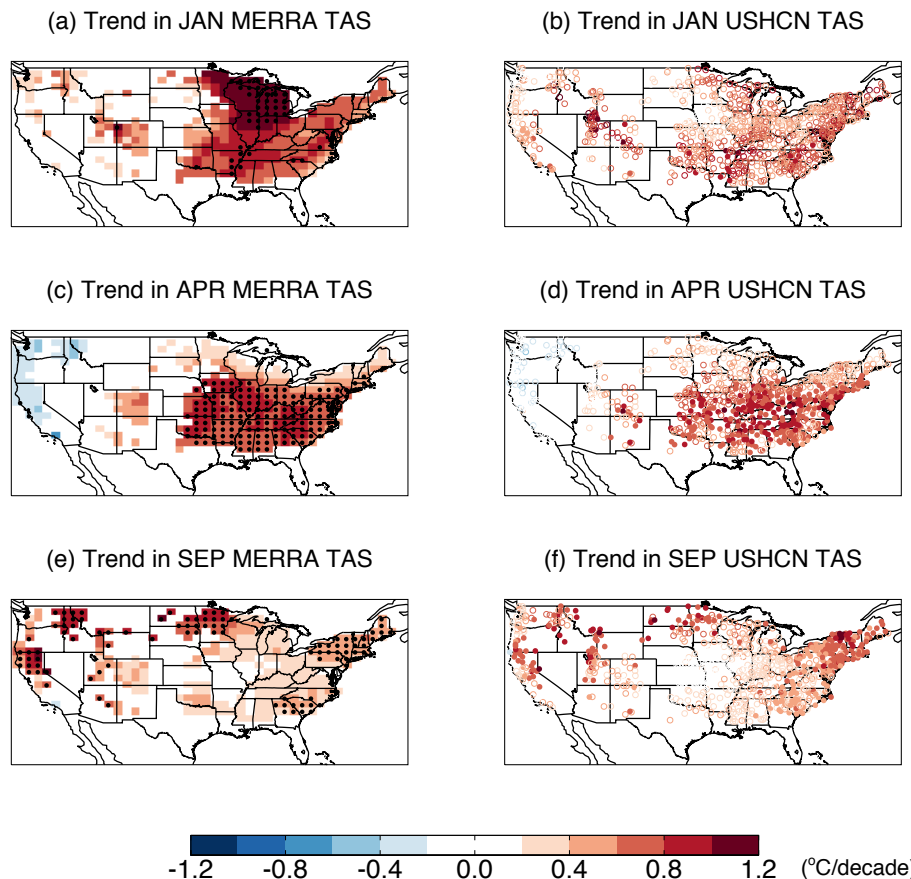 (a) Trend in JAN MERRA TAS
(b) Trend in JAN USHCN TAS
(c) Trend in APR MERRA TAS
(d) Trend in APR USHCN TAS
(e) Trend in SEP MERRA TAS
(f) Trend in SEP USHCN TAS
-1.2 -0.8 -0.4 0.0 0.4 0.8 1.2 (°C/decade)